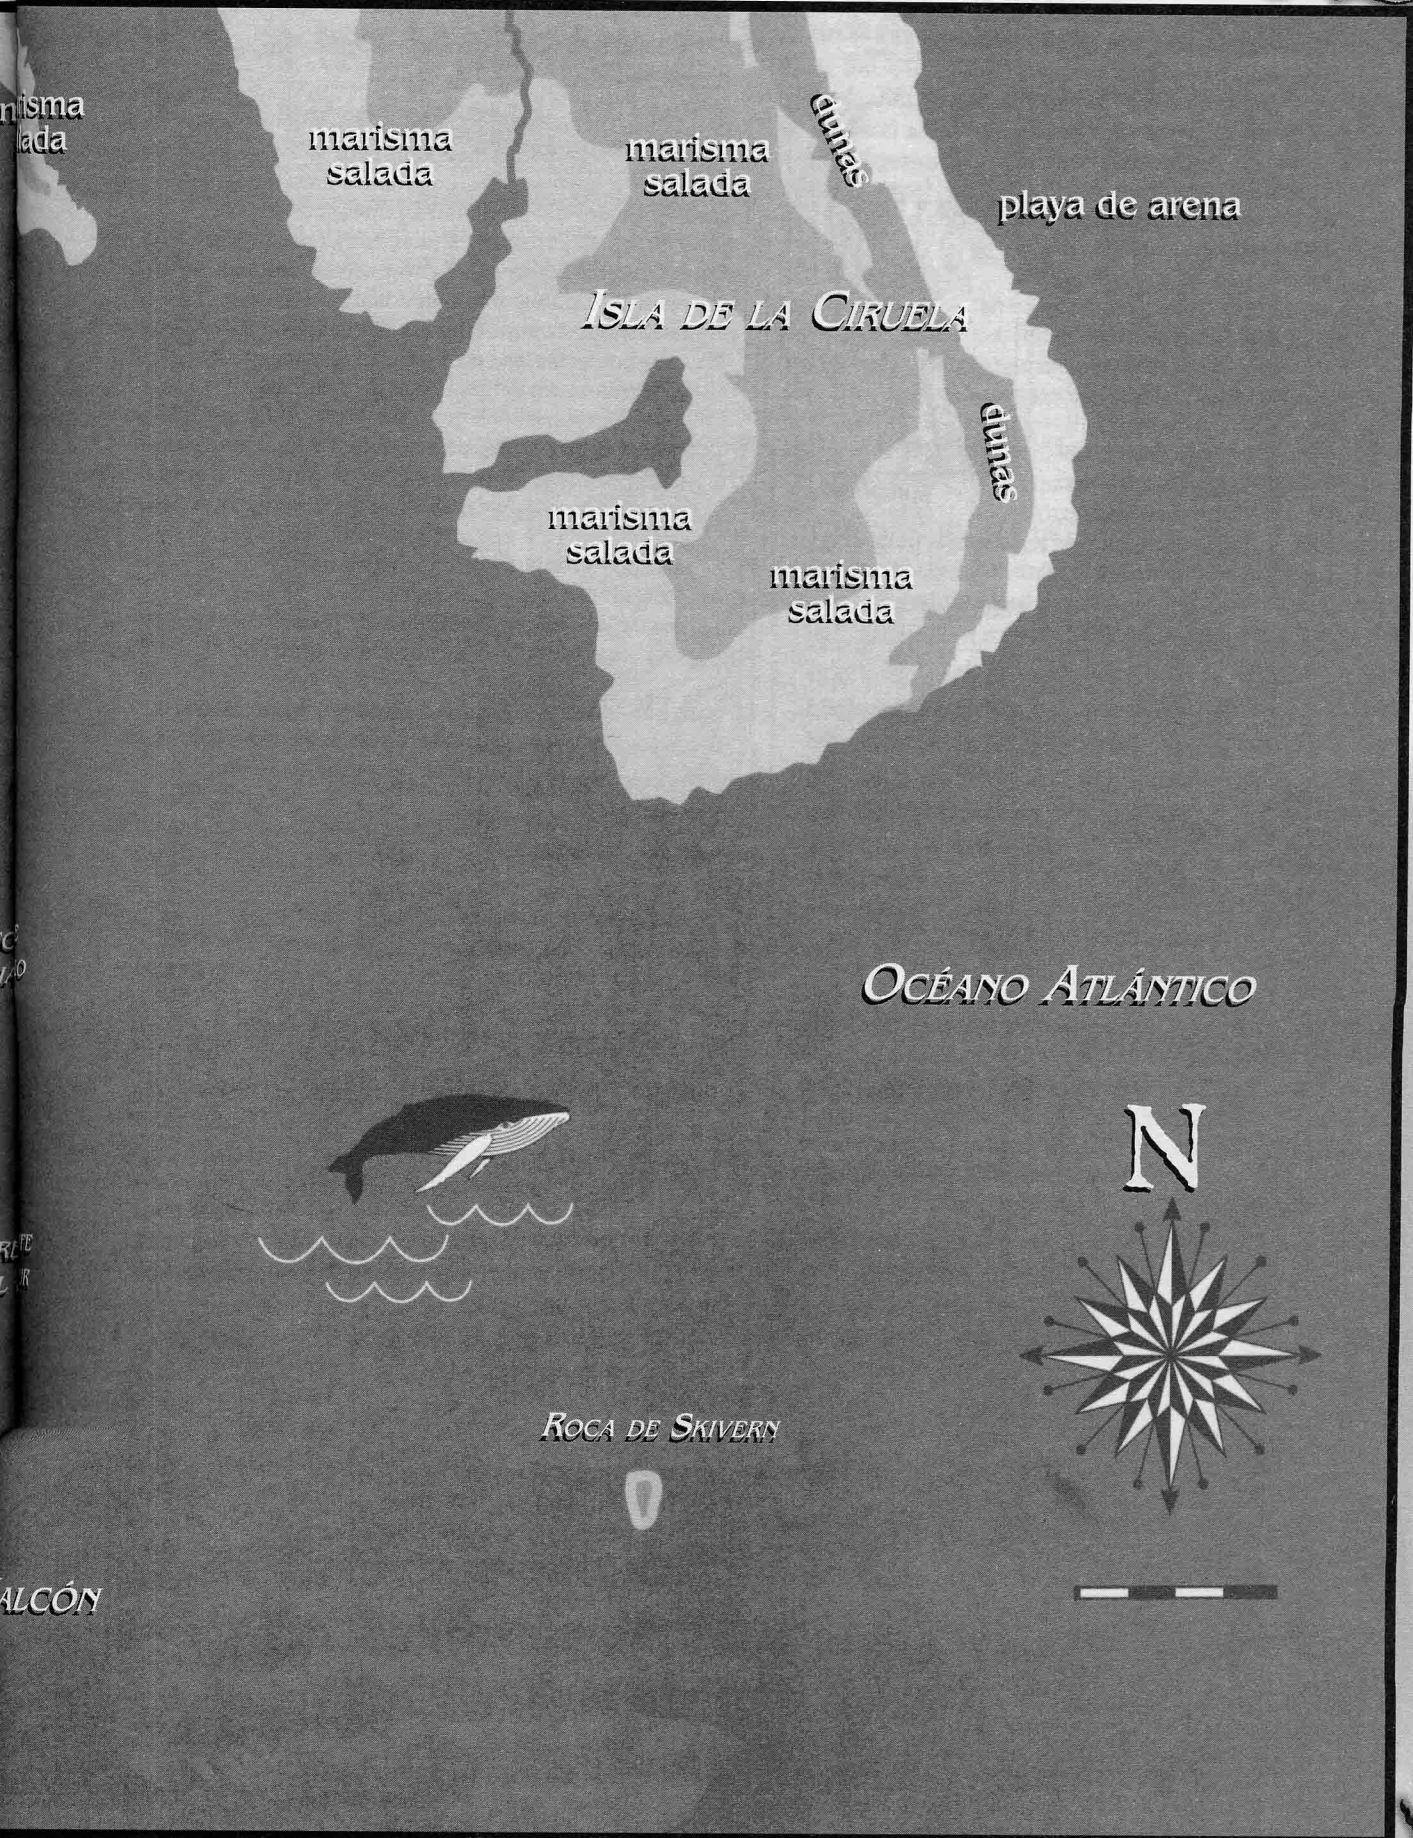 marisma
salada
marisma
salada
dunas
playa de arena
ISLA DE LA CIRUELA
dunas
marisma
salada
marisma
salada
OCÉANO ATLÁNTICO
N
ROCA DE SKIVERN